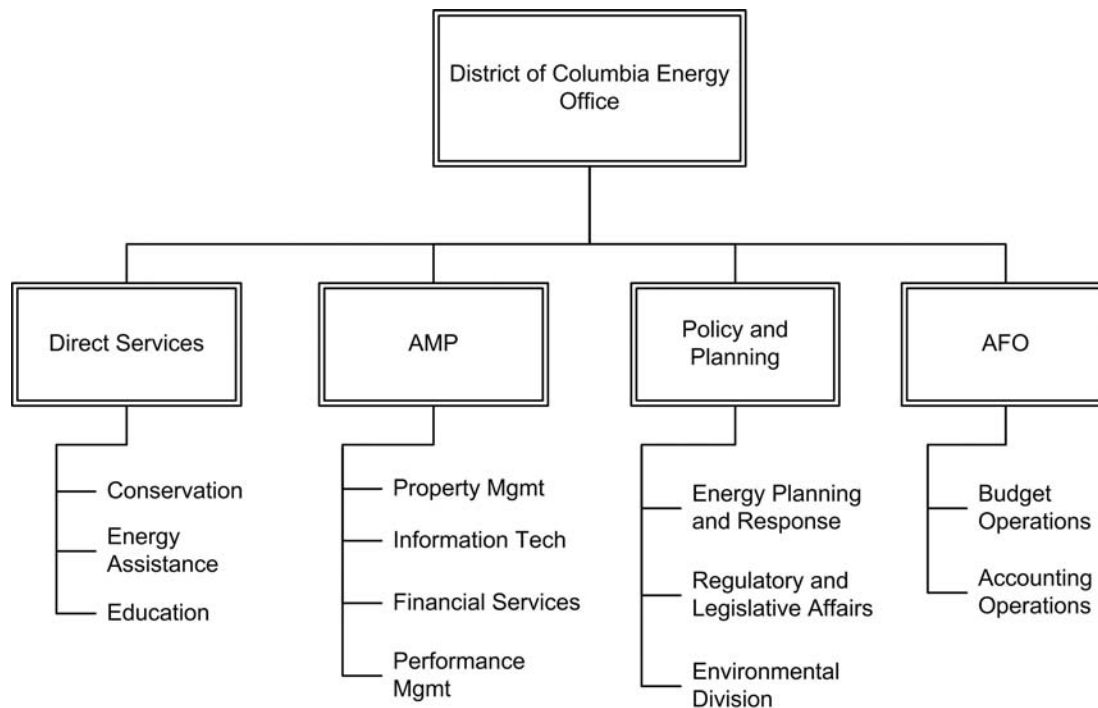 District of Columbia Energy
Office
Direct Services
AMP
Policy and
Planning
AFO
Conservation
Energy
Assistance
Education
Property Mgmt
Information Tech
Financial Services
Performance
Mgmt
Energy Planning
and Response
Regulatory and
Legislative Affairs
Environmental
Division
Budget
Operations
Accounting
Operations